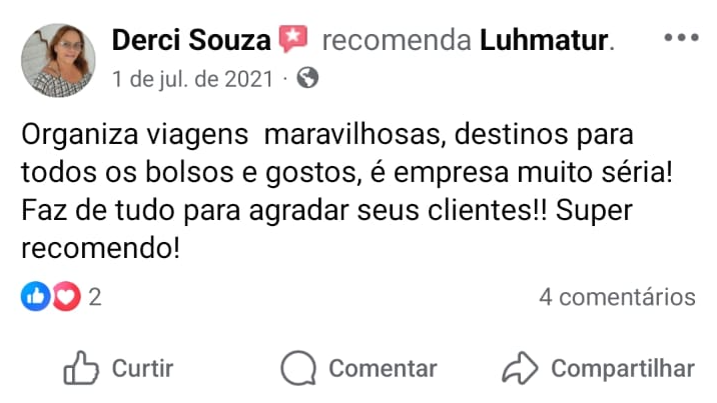 Derci Souza recomenda Luhmatur.
1 de jul. de 2021 ·
Organiza viagens  maravilhosas, destinos para
todos os bolsos e gostos, é empresa muito séria!
Faz de tudo para agradar seus clientes!! Super
recomendo!
2 4 comentários
Curtir Comentar Compartilhar